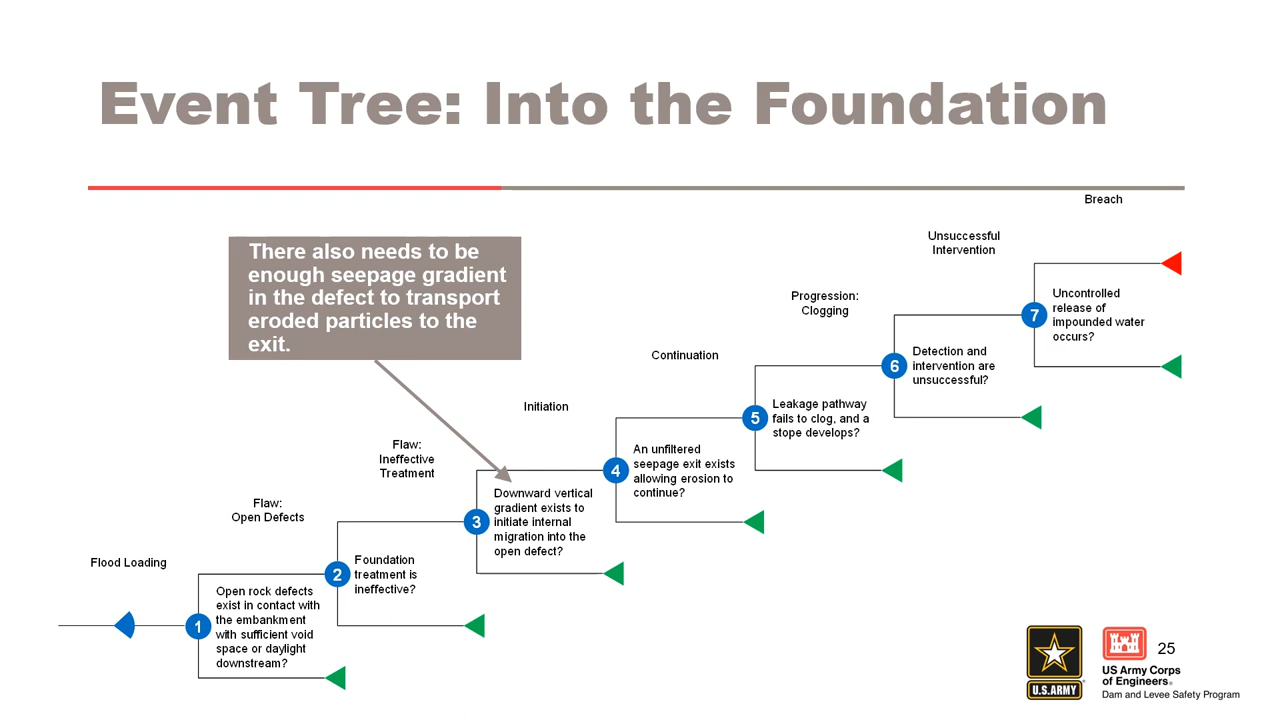 Event Tree: Into the Foundation
Breach
Unsuccessful
Intervention
There also needs to be
enough seepage gradient
in the defect to transport
eroded particles to the
exit.
Progression:
Clogging
7
Uncontrolled
release of
impounded water
occurs?
Continuation
6
Detection and
intervention are
unsuccessful?
Initiation
5
Leakage pathway
fails to clog, and a
stope develops?
Flaw:
Ineffective
Treatment
4
An unfiltered
seepage exit exists
allowing erosion to
continue?
Flaw:
Open Defects
3
Downward vertical
gradient exists to
initiate internal
migration into the
open defect?
Flood Loading
2
Foundation
treatment is
ineffective?
1
Open rock defects
exist in contact with
the embankment
with sufficient void
space or daylight
downstream?
U.S.ARMY
US Army Corps
of Engineers®
Dam and Levee Safety Program
25